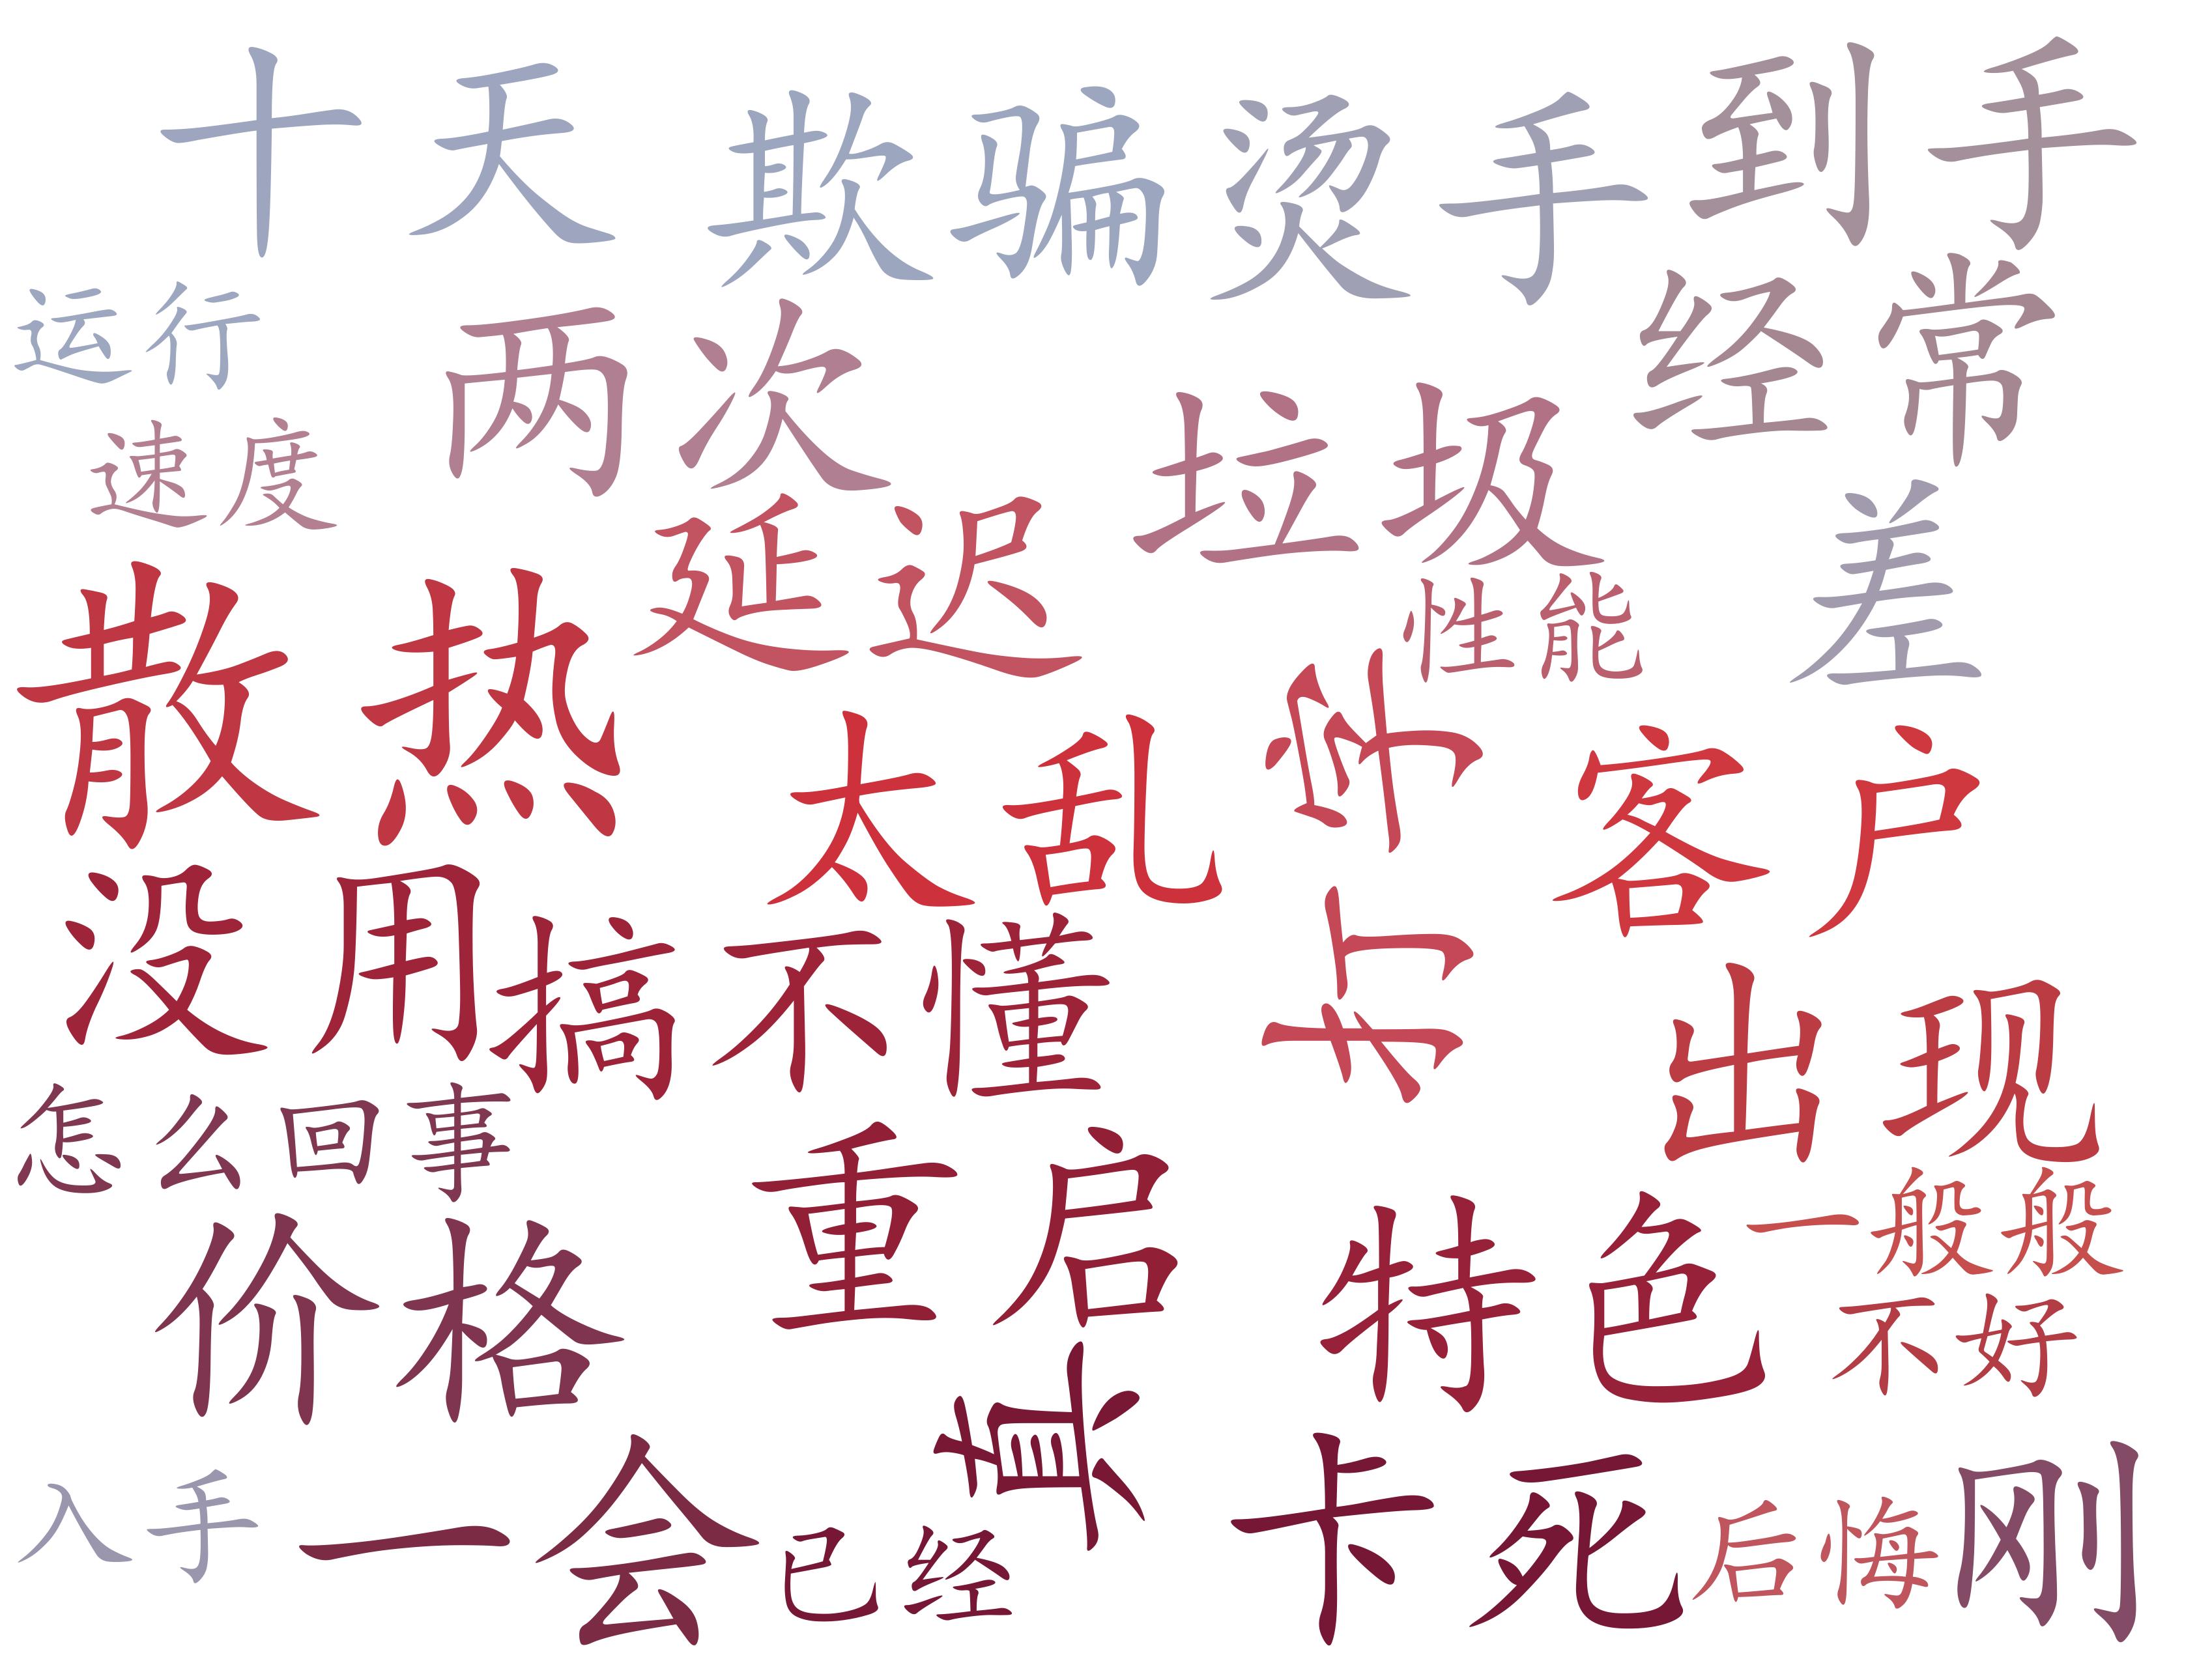 十天
欺骗
烫手
到手
运行
两次
经常
速度
垃圾
延迟
差
散热
性能
打字
太乱
客户
没用
搞不懂
出现
怎么回事
重启
一般般
特色
价格
不好
真
入手
一会
已经
卡死
后悔
刚